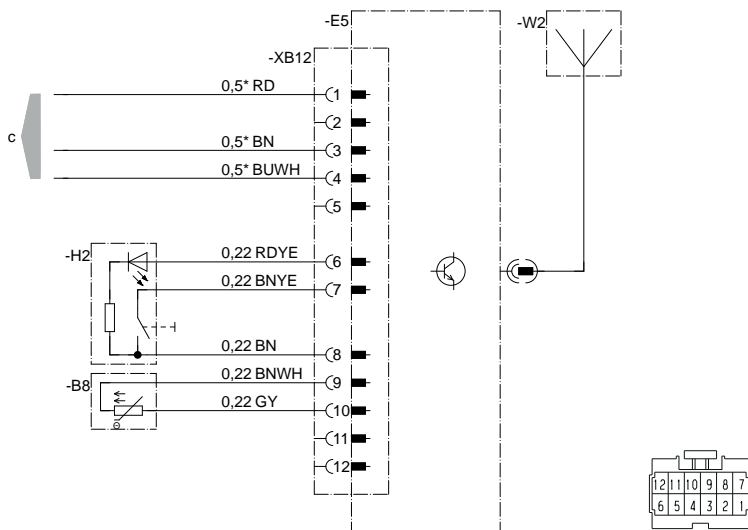 -E5
-W2
-XB12
0,5* RD
1
2
c
0,5* BN
3
0,5* BUWH
4
5
-H2
0,22 RDYE
6
0,22 BNYE
7
0,22 BN
8
-B8
0,22 BNWH
9
0,22 GY
10
Θ
11
12
12 11 10 9 8 7
6 5 4 3 2 1